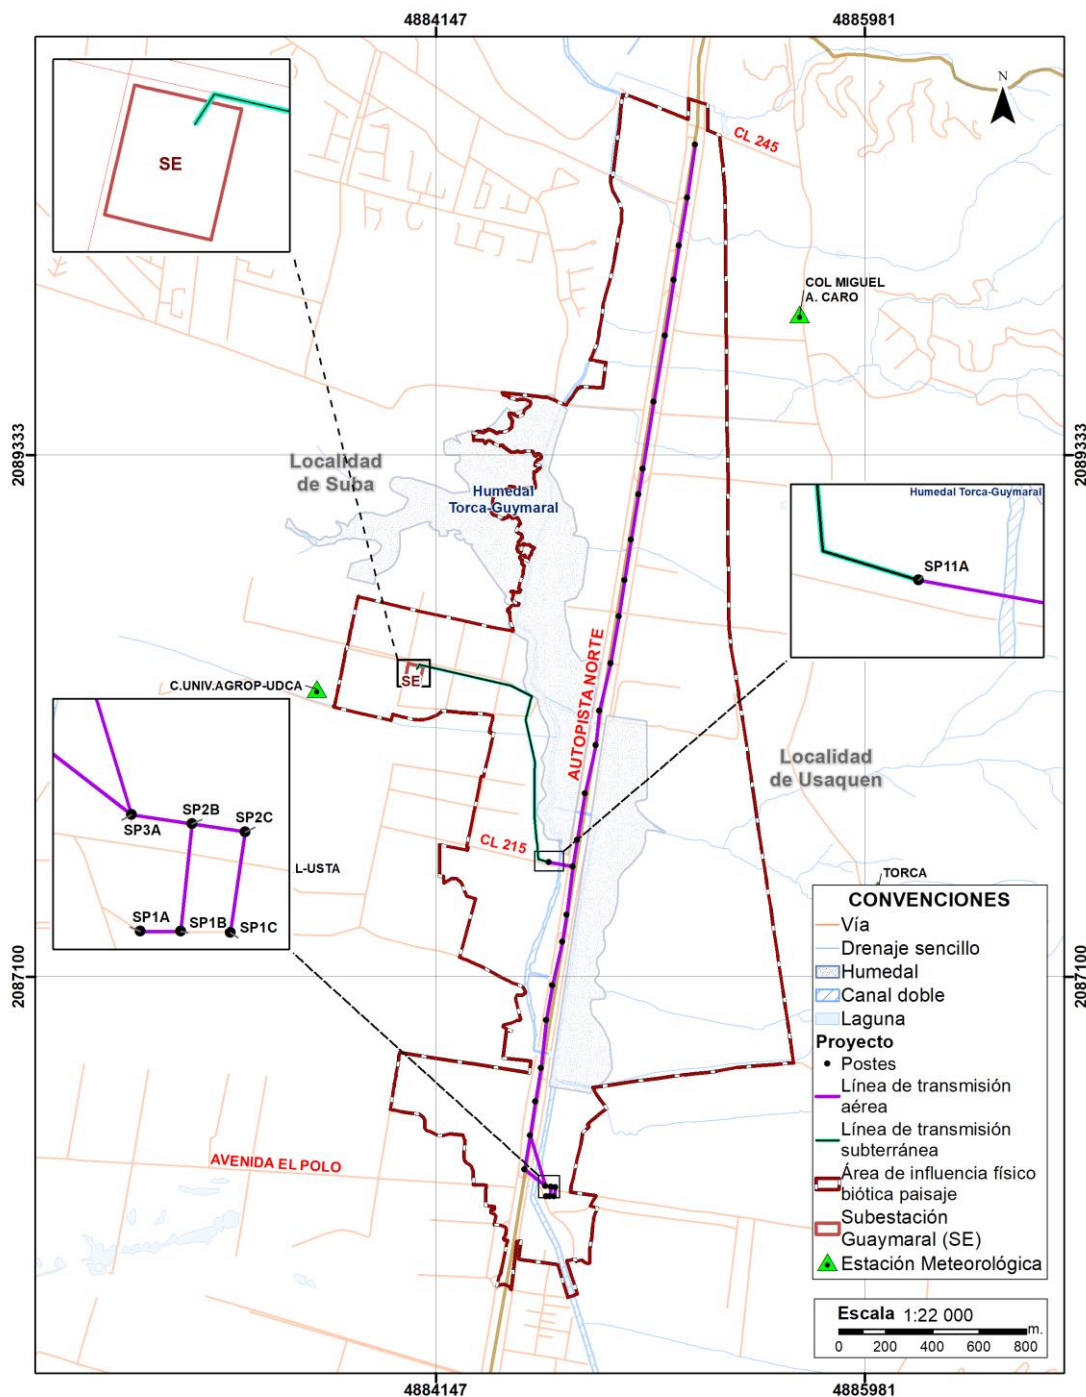 4884147
4885981
N
CL 245
SE
COL MIGUEL
A. CARO
2089333
2089333
Localidad
de Suba
Humedal
Torca-Guymaral
Humedal Torca-Guymaral
SP11A
AUTOPISTA NORTE
SE
C.UNIV.AGROP-UDCA
SP3A
SP2B
SP2C
SP1A
SP1B
SP1C
L-USTA
Localidad
de Usaquen
CL 215
TORCA
2087100
2087100
AVENIDA EL POLO
CONVENCIONES
Vía
Drenaje sencillo
Humedal
Canal doble
Laguna
Proyecto
Postes
Línea de transmisión
aérea
Línea de transmisión
subterránea
Área de influencia físico
biótica paisaje
Subestación
Guaymaral (SE)
Estación Meteorológica
Escala 1:22 000
m.
0 200 400 600 800
4884147
4885981